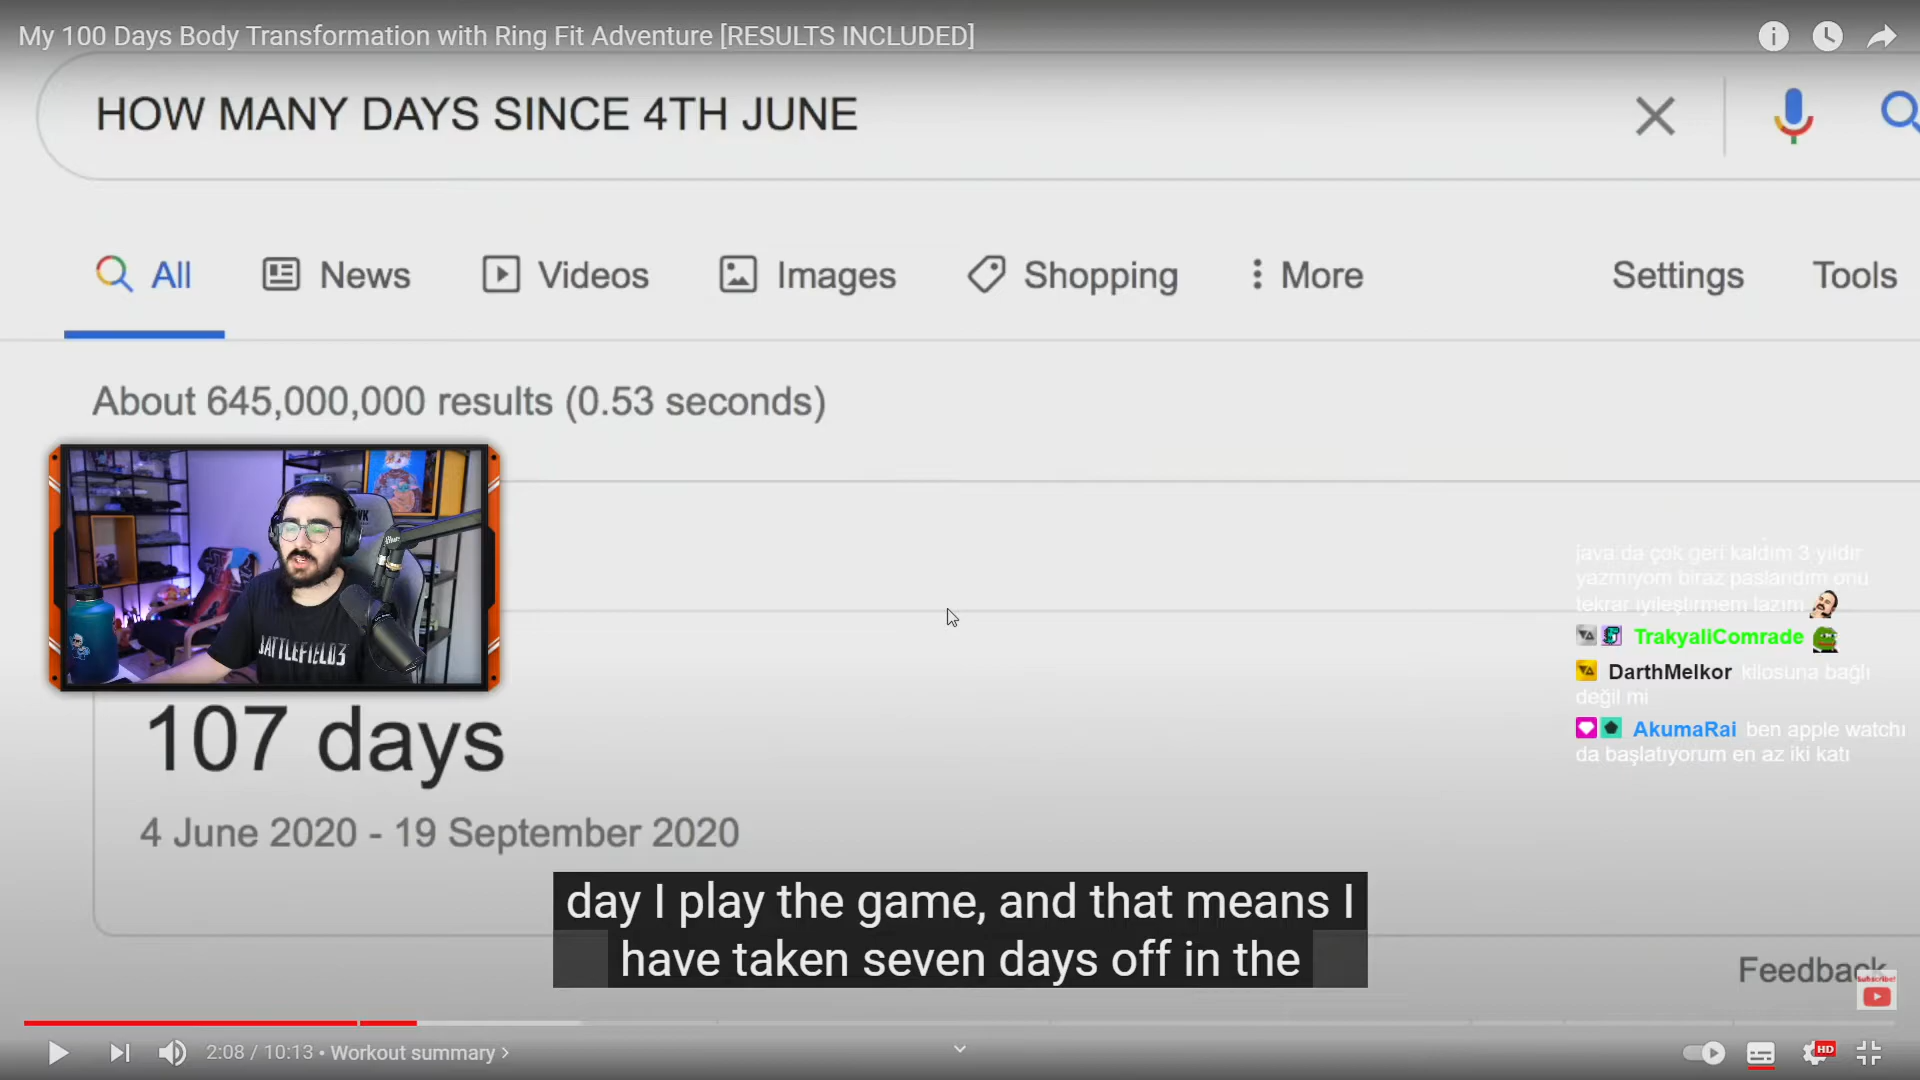 My 100 Days Body Transformation with Ring Fit Adventure [RESULTS INCLUDED]
HOW MANY DAYS SINCE 4TH JUNE
All News Videos Images Shopping More Settings Tools
About 645,000,000 results (0.53 seconds)
BATTLEFIELD3
java da çok geri kaldım 3 yıldır
yazmıyom biraz paslandım onu
tekrar iyileştirmem lazım
TrakyaliComrade
DarthMelkor kilosuna bağlı
değil mi
AkumaRai ben apple watchı
da başlatıyorum en az iki katı
107 days
4 June 2020 - 19 September 2020
day I play the game, and that means I
have taken seven days off in the
Feedback
Subscribe!
2:08 / 10:13 • Workout summary >
HD